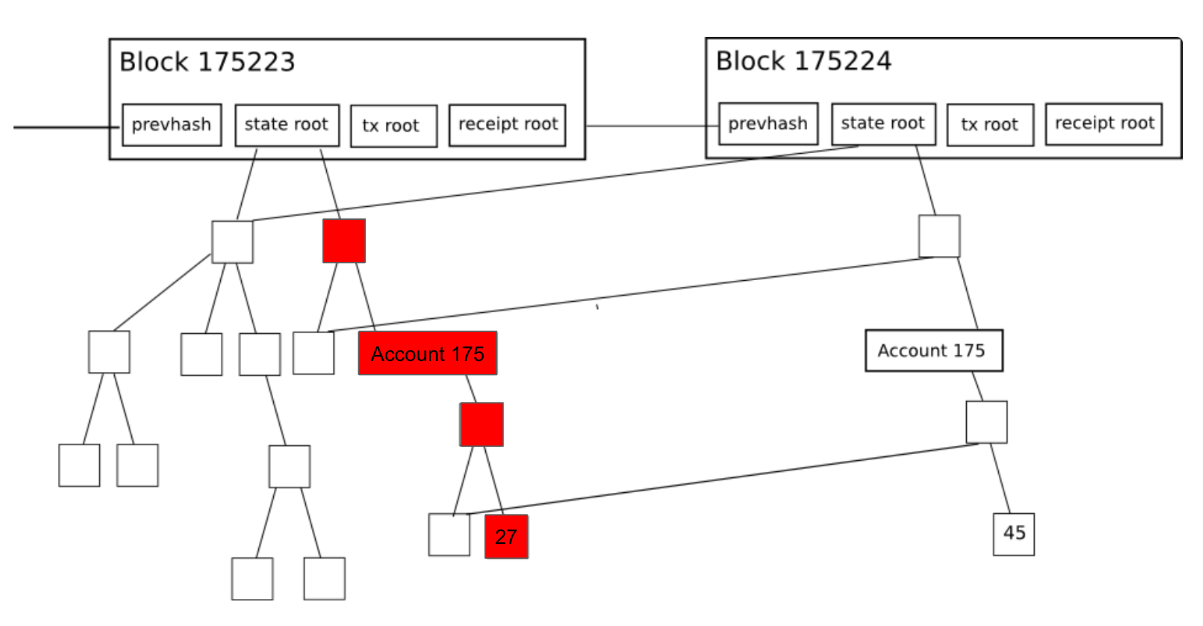 Block 175223
prevhash
state root
tx root
receipt root
Block 175224
prevhash
state root
tx root
receipt root
Account 175
Account 175
27
45